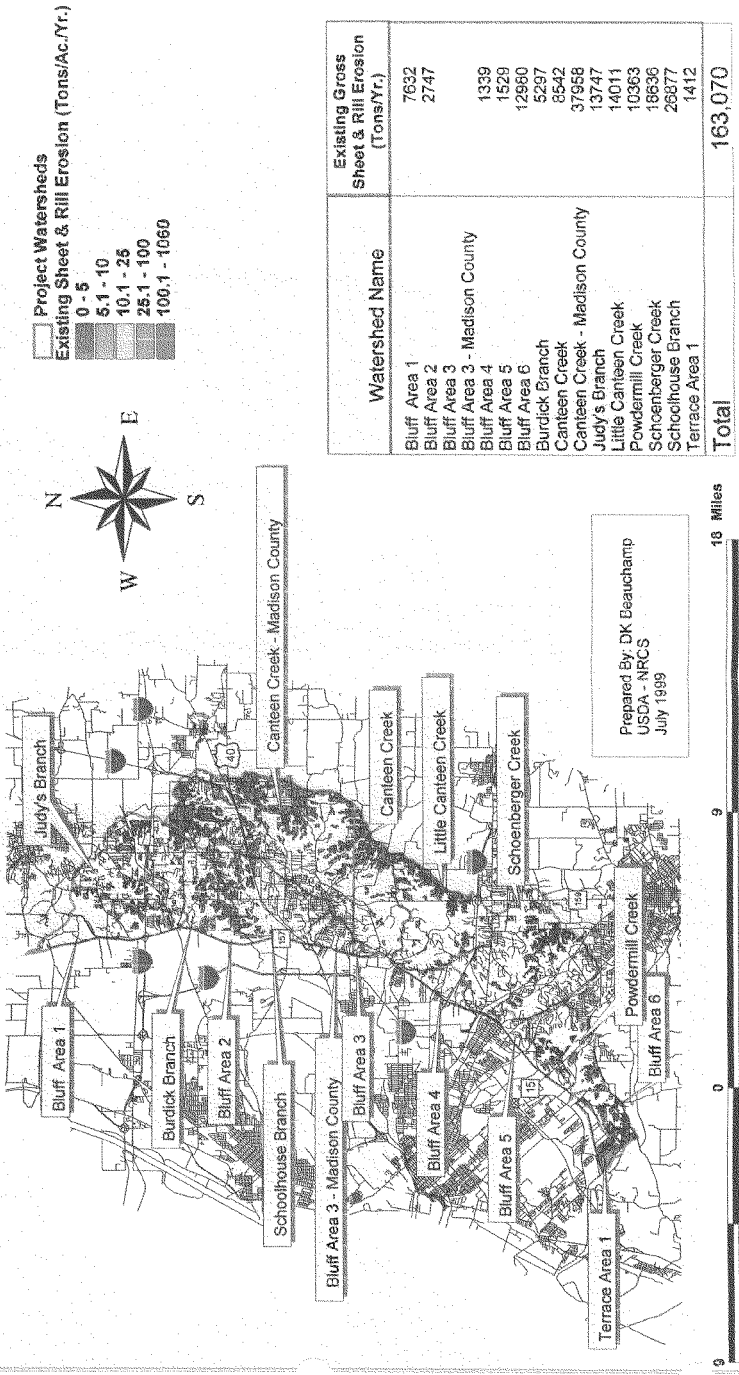 Project Watersheds
Existing Sheet & Rill Erosion (Tons/Ac./Yr.)
0 - 5
5.1 - 10
10.1 - 25
25.1 - 100
100.1 - 1060
N
W
E
S
Judy's Branch
Bluff Area 1
Burdick Branch
Bluff Area 2
Schoolhouse Branch
Bluff Area 3 - Madison County
Bluff Area 3
Bluff Area 4
Bluff Area 5
Terrace Area 1
Canteen Creek - Madison County
Canteen Creek
Little Canteen Creek
Schoenberger Creek
Powdermill Creek
Bluff Area 6
40
157
Prepared By: DK Beauchamp
USDA - NRCS
July 1999
9 0 9 18 Miles
Watershed Name Existing Gross
Sheet & Rill Erosion
(Tons/Yr.)
Bluff Area 1 7632
Bluff Area 2 2747
Bluff Area 3
Bluff Area 3 - Madison County
Bluff Area 4 1339
Bluff Area 5 1529
Bluff Area 6 12980
Burdick Branch 5297
Canteen Creek 8542
Canteen Creek - Madison County 37958
Judy's Branch 13747
Little Canteen Creek 14011
Powdermill Creek 10363
Schoenberger Creek 18636
Schoolhouse Branch 26877
Terrace Area 1 1412
Total 163,070